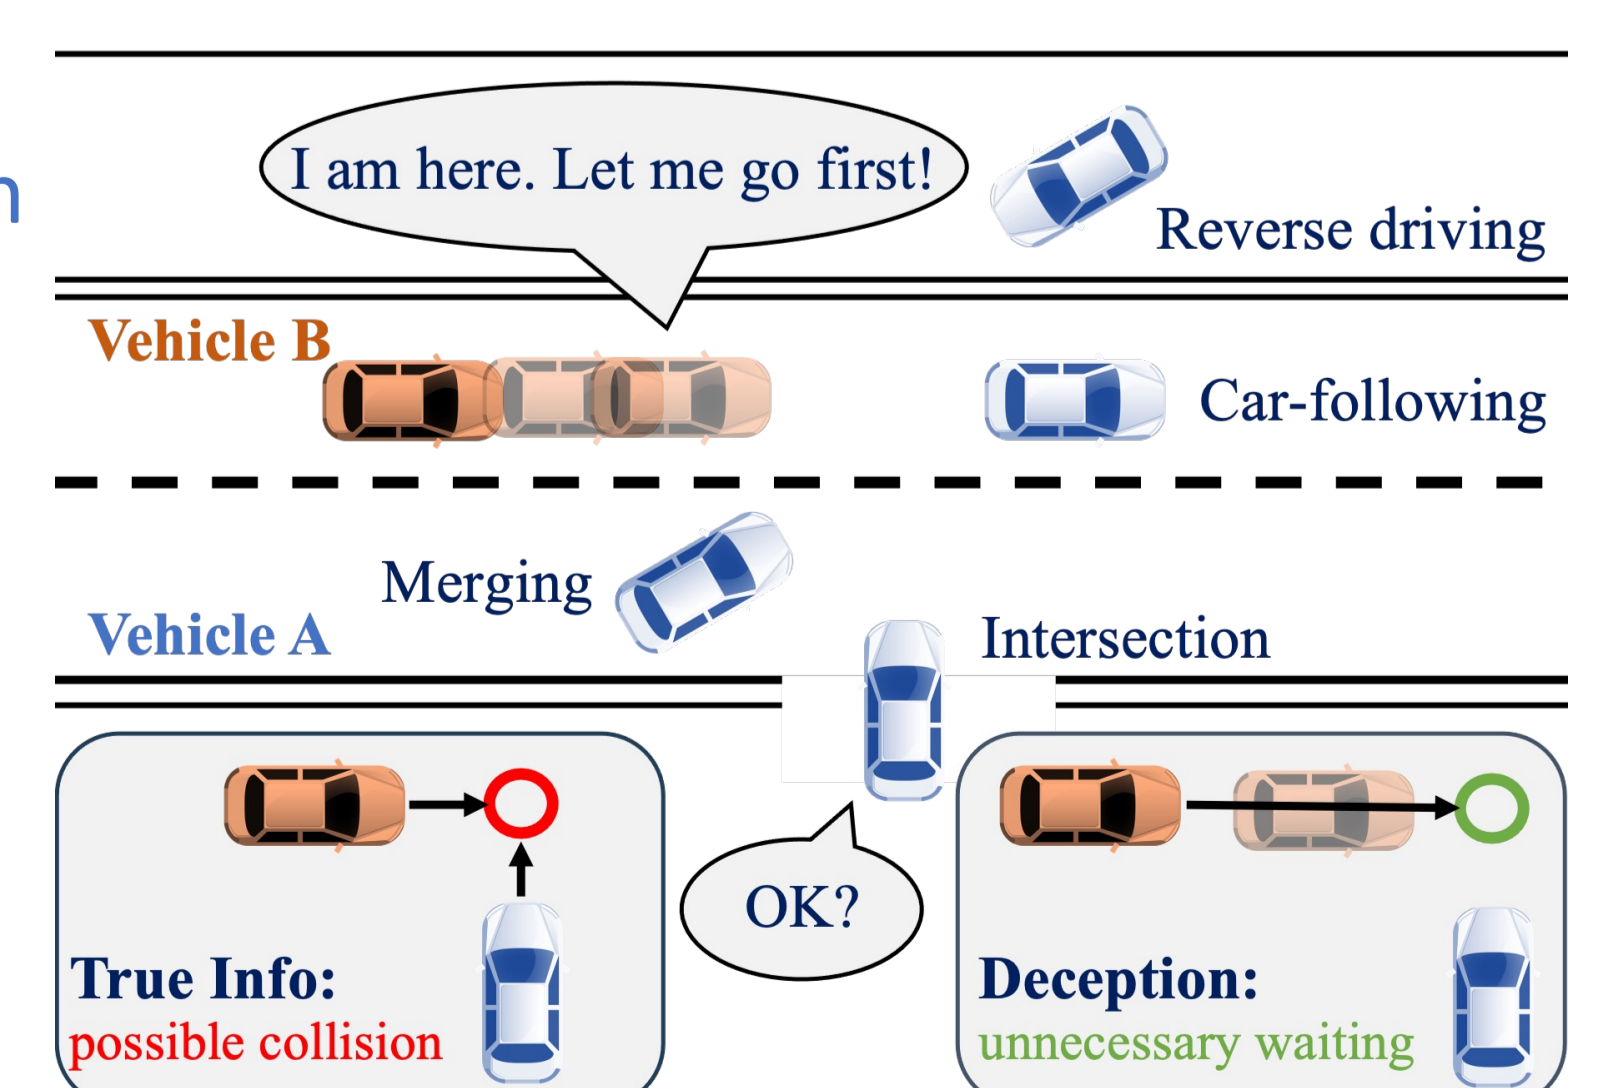 I am here. Let me go first!
n
Reverse driving
Vehicle B
Car-following
Merging
Vehicle A
Intersection
OK?
True Info:
possible collision
Deception:
unnecessary waiting